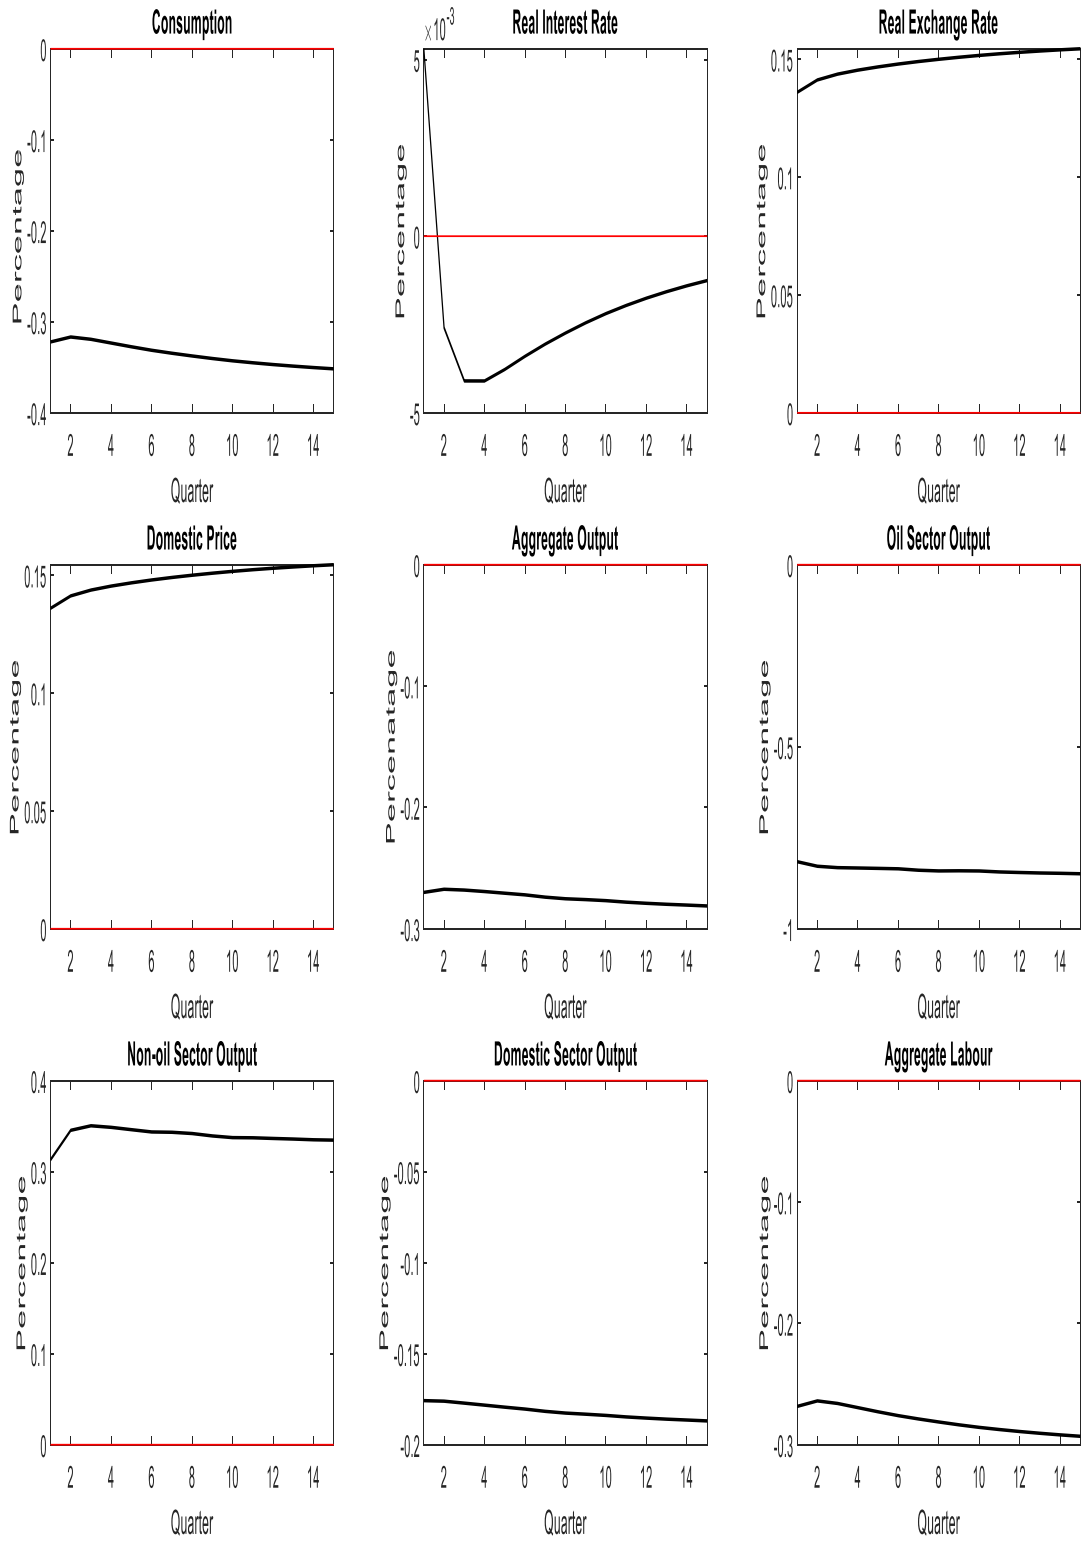 Consumption
Percentage
0
-0.1
-0.2
-0.3
-0.4
2 4 6 8 10 12 14
Quarter
Real Interest Rate
×10-3
Percentage
5
0
-5
2 4 6 8 10 12 14
Quarter
Real Exchange Rate
Percentage
0.15
0.1
0.05
0
2 4 6 8 10 12 14
Quarter
Domestic Price
Percentage
0.15
0.1
0.05
0
2 4 6 8 10 12 14
Quarter
Aggregate Output
Percenatage
0
-0.1
-0.2
-0.3
2 4 6 8 10 12 14
Quarter
Oil Sector Output
Percentage
0
-0.5
-1
2 4 6 8 10 12 14
Quarter
Non-oil Sector Output
Percentage
0.4
0.3
0.2
0.1
0
2 4 6 8 10 12 14
Quarter
Domestic Sector Output
Percentage
0
-0.05
-0.1
-0.15
-0.2
2 4 6 8 10 12 14
Quarter
Aggregate Labour
Percentage
0
-0.1
-0.2
-0.3
2 4 6 8 10 12 14
Quarter